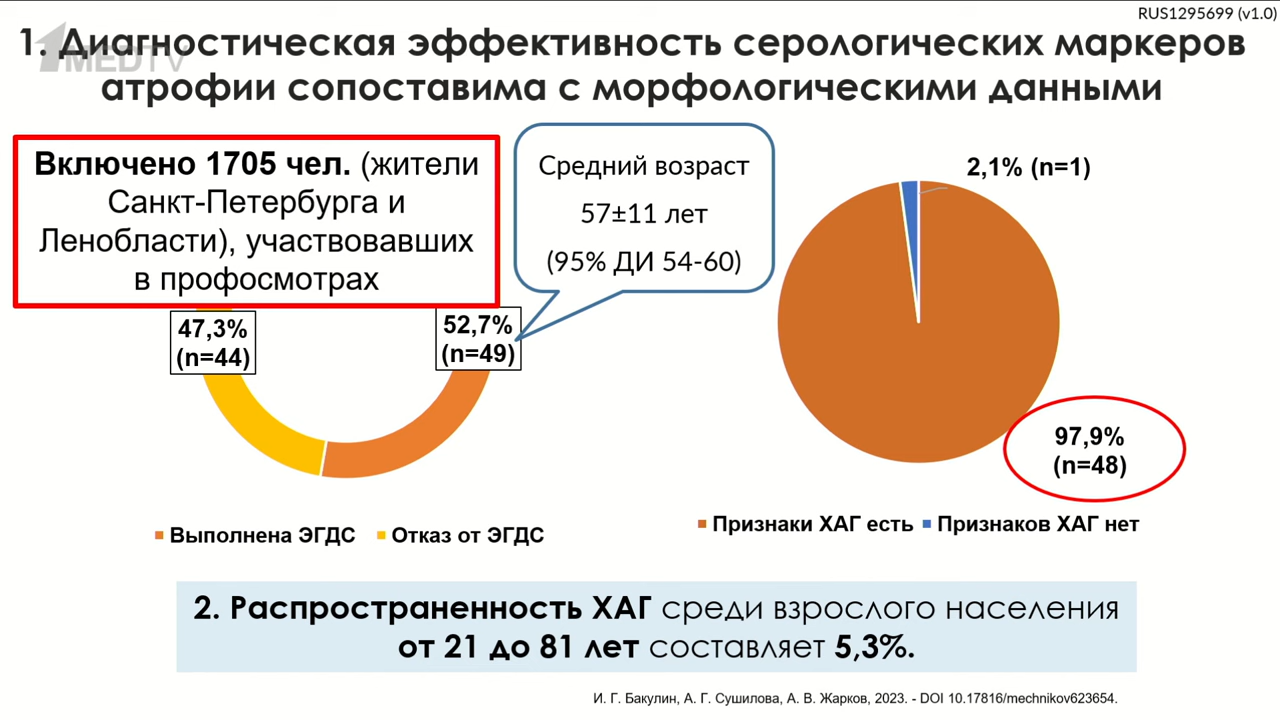 RUS1295699 (v1.0)
1MEDTV
1. Диагностическая эффективность серологических маркеров
атрофии сопоставима с морфологическими данными
Включено 1705 чел. (жители
Санкт-Петербурга и
Ленобласти), участвовавших
в профосмотрах
Средний возраст
57±11 лет
(95% ДИ 54-60)
47,3%
(n=44)
52,7%
(n=49)
Выполнена ЭГДС Отказ от ЭГДС
2,1% (n=1)
97,9%
(n=48)
Признаки ХАГ есть Признаков ХАГ нет
2. Распространенность ХАГ среди взрослого населения
от 21 до 81 лет составляет 5,3%.
И. Г. Бакулин, А. Г. Сушилова, А. В. Жарков, 2023. - DOI 10.17816/mechnikov623654.